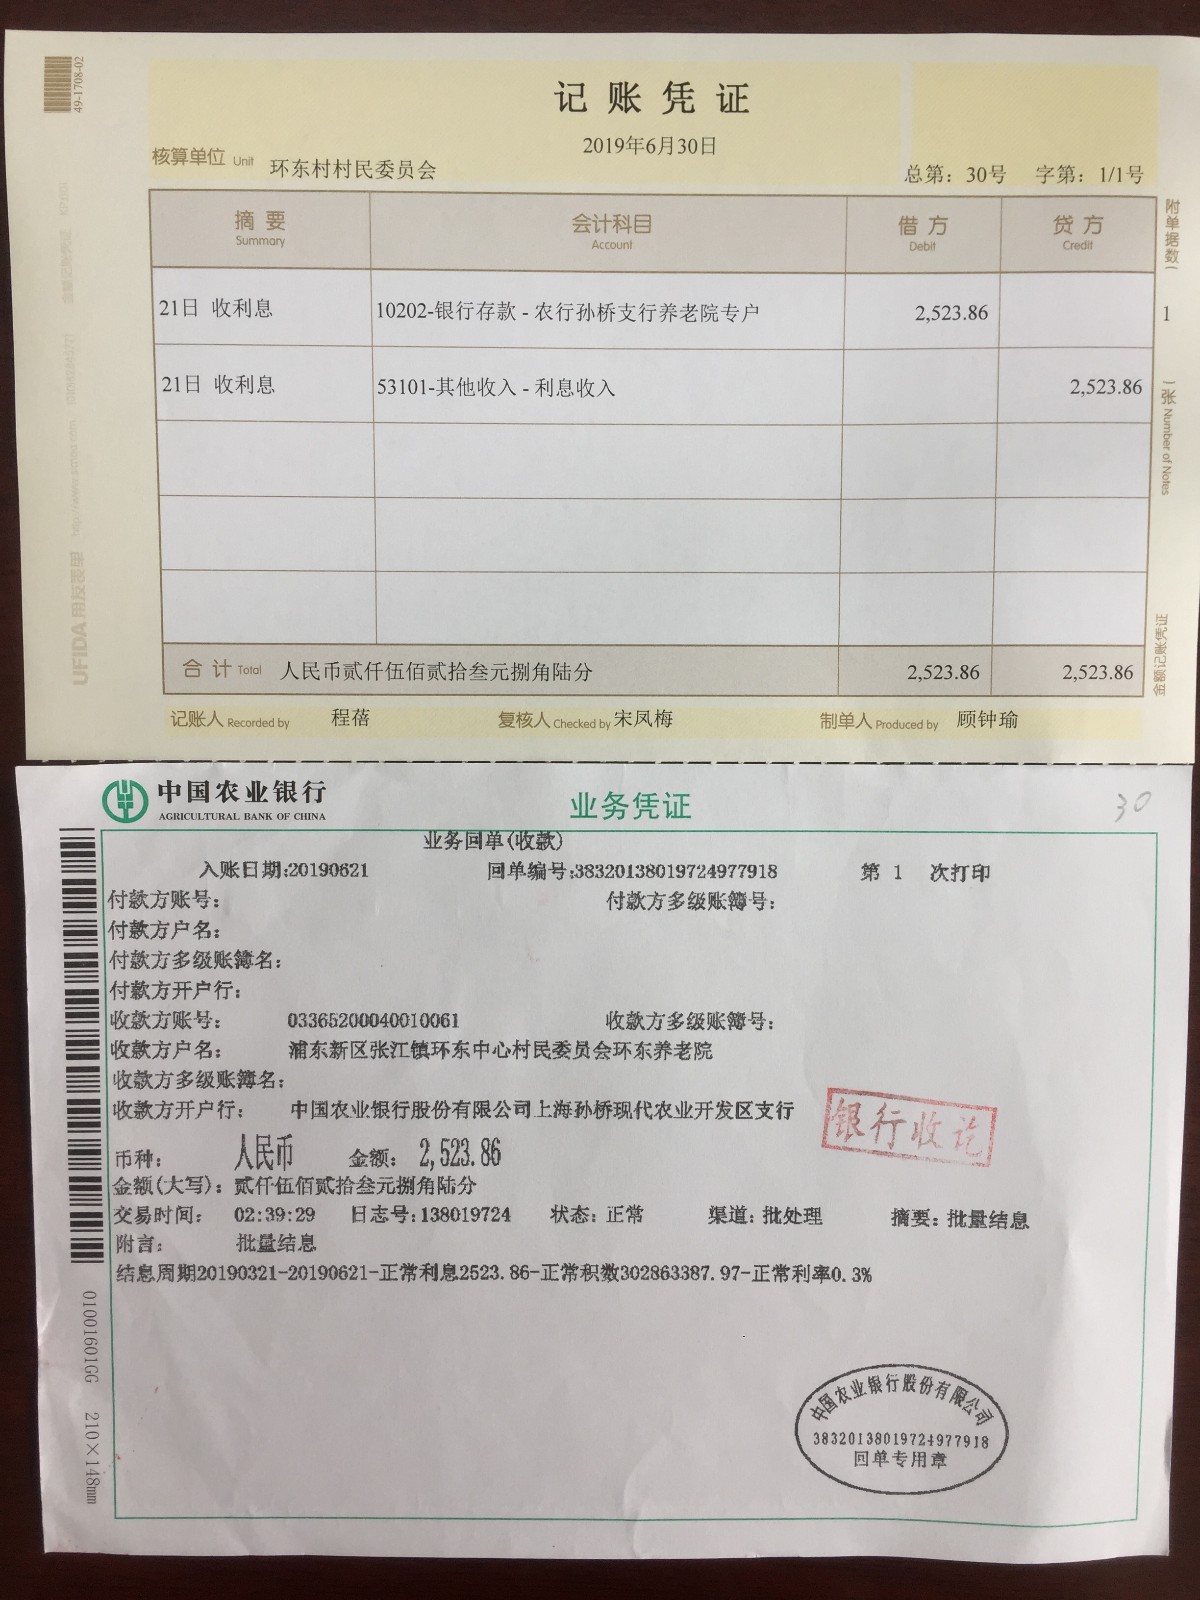 49-1708-02
记账凭证
2019年6月30日
核算单位 Unit 环东村村民委员会
总第：30号 字第：1/1号
摘要 会计科目 借方 贷方
Summary Account Debit Credit
21日 收利息 10202-银行存款 - 农行孙桥支行养老院专户 2,523.86
21日 收利息 53101-其他收入 - 利息收入 2,523.86
合计 Total 人民币贰仟伍佰贰拾叁元捌角陆分 2,523.86 2,523.86
记账人 Recorded by 程蓓 复核人 Checked by 宋凤梅 制单人 Produced by 顾钟瑜
附单据数( 1 )张 Number of Notes
金额记账凭证
UFIDA 用友表单
中国农业银行
AGRICULTURAL BANK OF CHINA
业务凭证
30
业务回单(收款)
入账日期:20190621 回单编号:38320138019724977918 第 1 次打印
付款方账号: 付款方多级账簿号:
付款方户名:
付款方多级账簿名:
付款方开户行:
收款方账号: 03365200040010061 收款方多级账簿号:
收款方户名: 浦东新区张江镇环东中心村民委员会环东养老院
收款方多级账簿名:
收款方开户行: 中国农业银行股份有限公司上海孙桥现代农业开发区支行
银行收讫
币种: 人民币 金额: 2,523.86
金额(大写): 贰仟伍佰贰拾叁元捌角陆分
交易时间: 02:39:29 日志号:138019724 状态:正常 渠道:批处理 摘要:批量结息
附言: 批量结息
结息周期20190321-20190621-正常利息2523.86-正常积数302863387.97-正常利率0.3%
01001601GG 210×148mm
中国农业银行股份有限公司
38320138019724977918
回单专用章